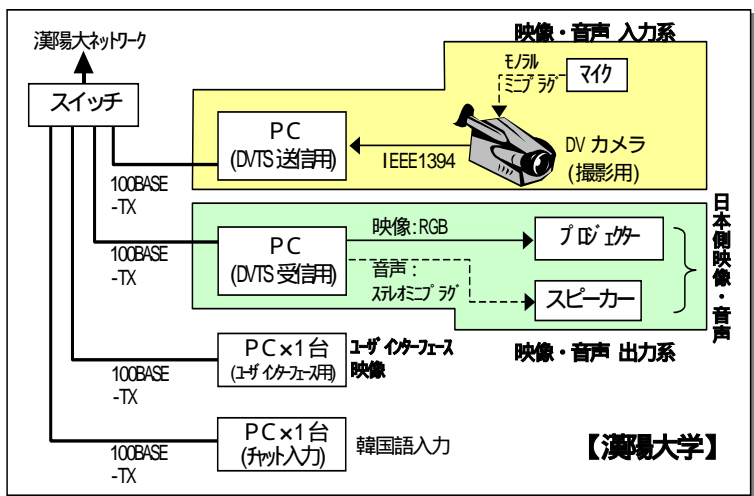 漢陽大ネットワーク
スイッチ
映像・音声 入力系
モノラル
ミニプラグ
マイク
PC
(DVTS送信用)
IEEE1394
DVカメラ
(撮影用)
100BASE
-TX
日本側映像・音声
映像:RGB
プロジェクター
PC
(DVTS受信用)
音声:
ステレオミニプラグ
スピーカー
100BASE
-TX
映像・音声 出力系
PC×1台
(ユーザインターフェース用)
ユーザインターフェース
映像
100BASE
-TX
PC×1台
(チャット入力)
韓国語入力
【漢陽大学】
100BASE
-TX